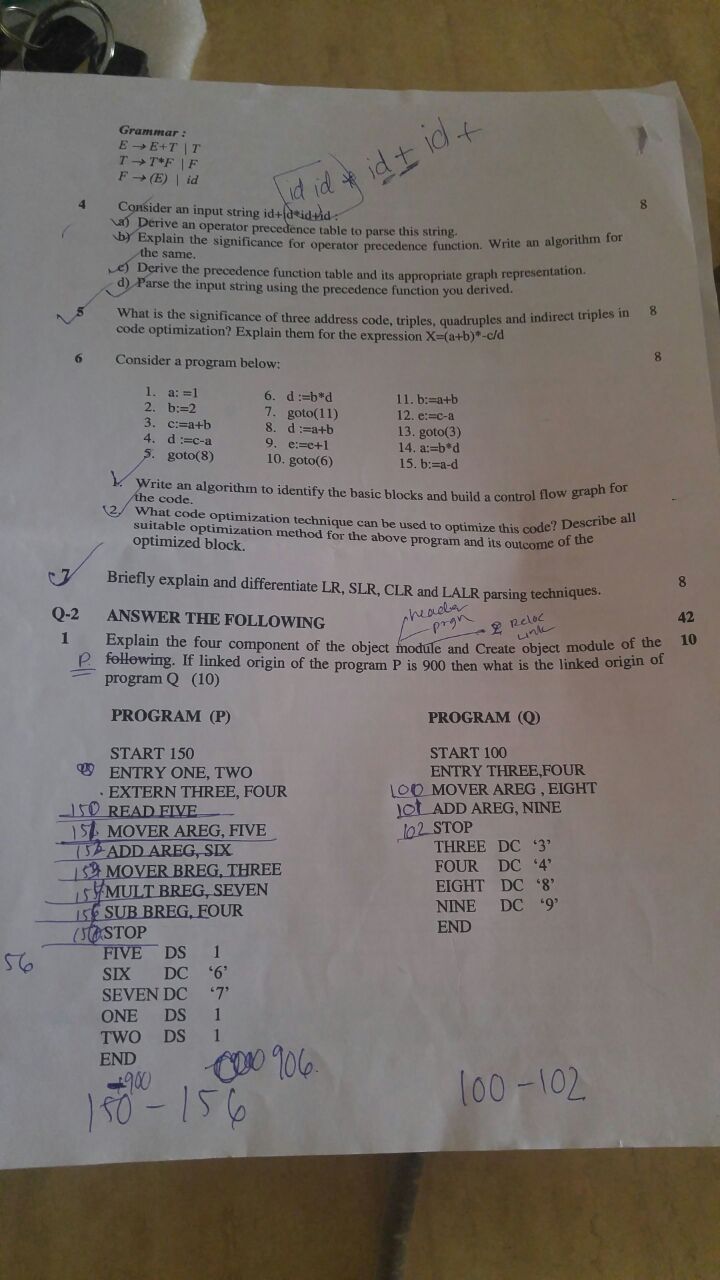 Grammar :
E → E+T | T
T → T*F | F
F → (E) | id
id id * id + id +
4 Consider an input string id+id*id+id : 8
a) Derive an operator precedence table to parse this string.
b) Explain the significance for operator precedence function. Write an algorithm for
the same.
c) Derive the precedence function table and its appropriate graph representation.
d) Parse the input string using the precedence function you derived.
5 What is the significance of three address code, triples, quadruples and indirect triples in 8
code optimization? Explain them for the expression X=(a+b)*-c/d
6 Consider a program below: 8
1. a: =1 6. d :=b*d 11. b:=a+b
2. b:=2 7. goto(11) 12. e:=c-a
3. c:=a+b 8. d :=a+b 13. goto(3)
4. d :=c-a 9. e:=e+1 14. a:=b*d
5. goto(8) 10. goto(6) 15. b:=a-d
1. Write an algorithm to identify the basic blocks and build a control flow graph for
the code.
2. What code optimization technique can be used to optimize this code? Describe all
suitable optimization method for the above program and its outcome of the
optimized block.
7 Briefly explain and differentiate LR, SLR, CLR and LALR parsing techniques. 8
header
prgn
Reloc
Link
Q-2 ANSWER THE FOLLOWING 42
1 Explain the four component of the object module and Create object module of the 10
P following. If linked origin of the program P is 900 then what is the linked origin of
program Q (10)
PROGRAM (P) PROGRAM (Q)
START 150 START 100
ENTRY ONE, TWO ENTRY THREE,FOUR
EXTERN THREE, FOUR 100 MOVER AREG , EIGHT
150 READ FIVE 101 ADD AREG, NINE
151 MOVER AREG, FIVE 102 STOP
ADD AREG, SIX THREE DC ‘3’
MOVER BREG, THREE FOUR DC ‘4’
MULT BREG, SEVEN EIGHT DC ‘8’
SUB BREG, FOUR NINE DC ‘9’
STOP END
56 FIVE DS 1
SIX DC ‘6’
SEVEN DC ‘7’
ONE DS 1
TWO DS 1
END
906.
900
150 - 156 100 - 102